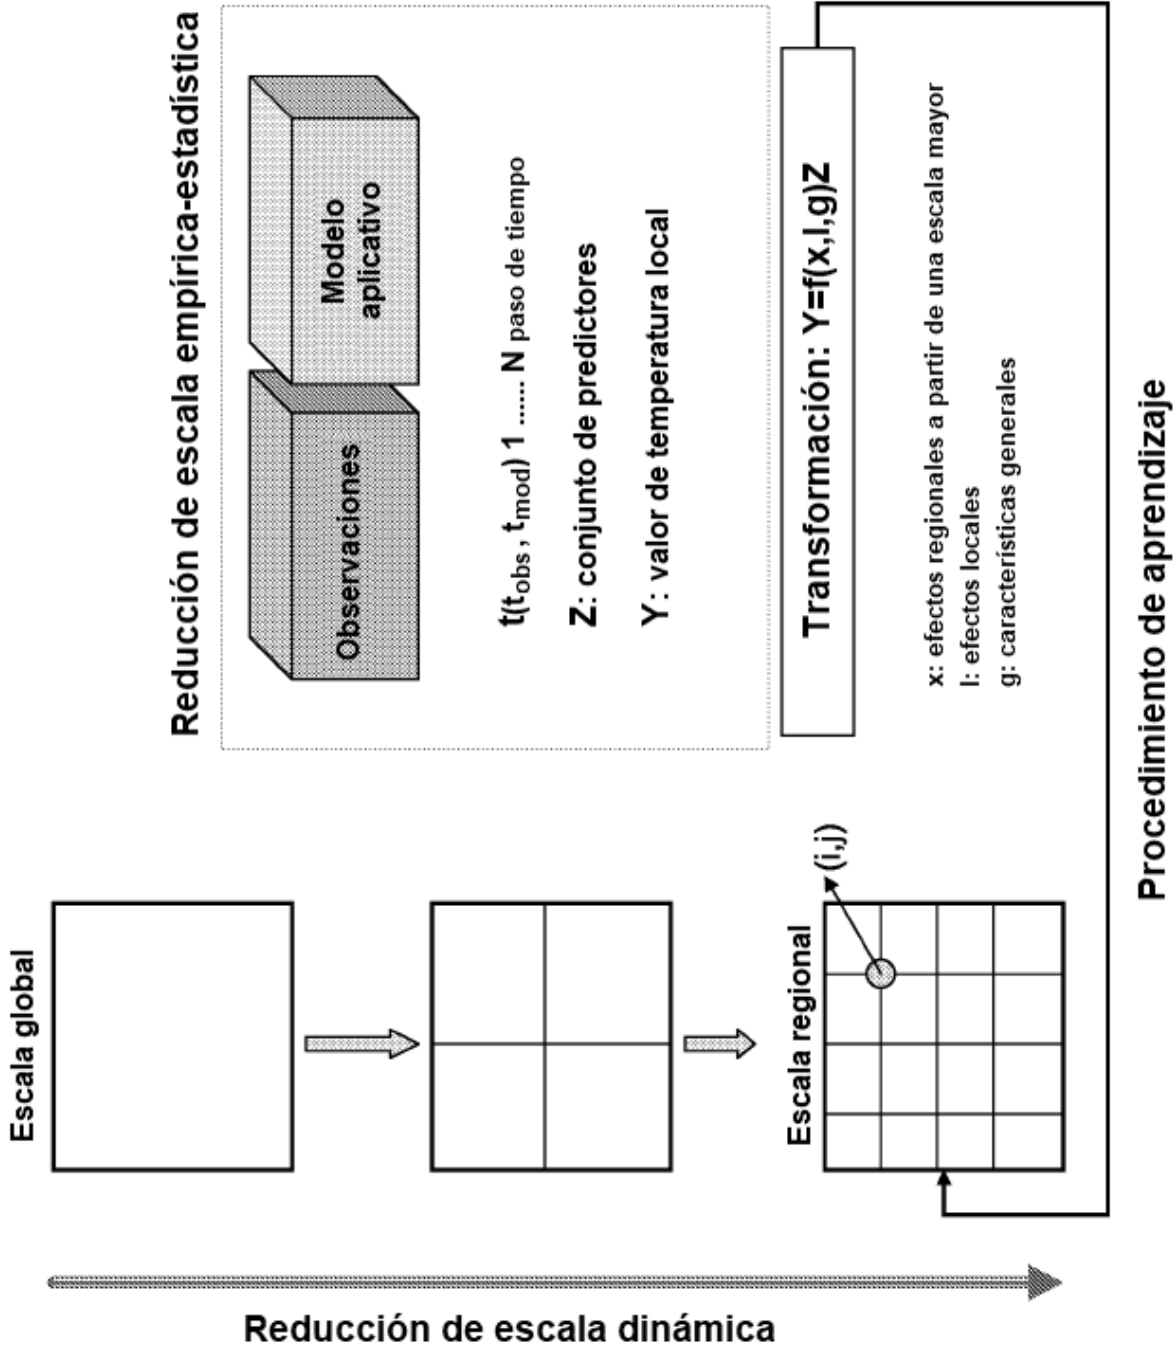 Reducción de escala empírica-estadística
Observaciones
Modelo
aplicativo
t(tobs , tmod) 1 ...... N paso de tiempo
Z: conjunto de predictores
Y: valor de temperatura local
Transformación: Y=f(x,l,g)Z
x: efectos regionales a partir de una escala mayor
l: efectos locales
g: características generales
Escala global
Escala regional
(i,j)
Procedimiento de aprendizaje
Reducción de escala dinámica